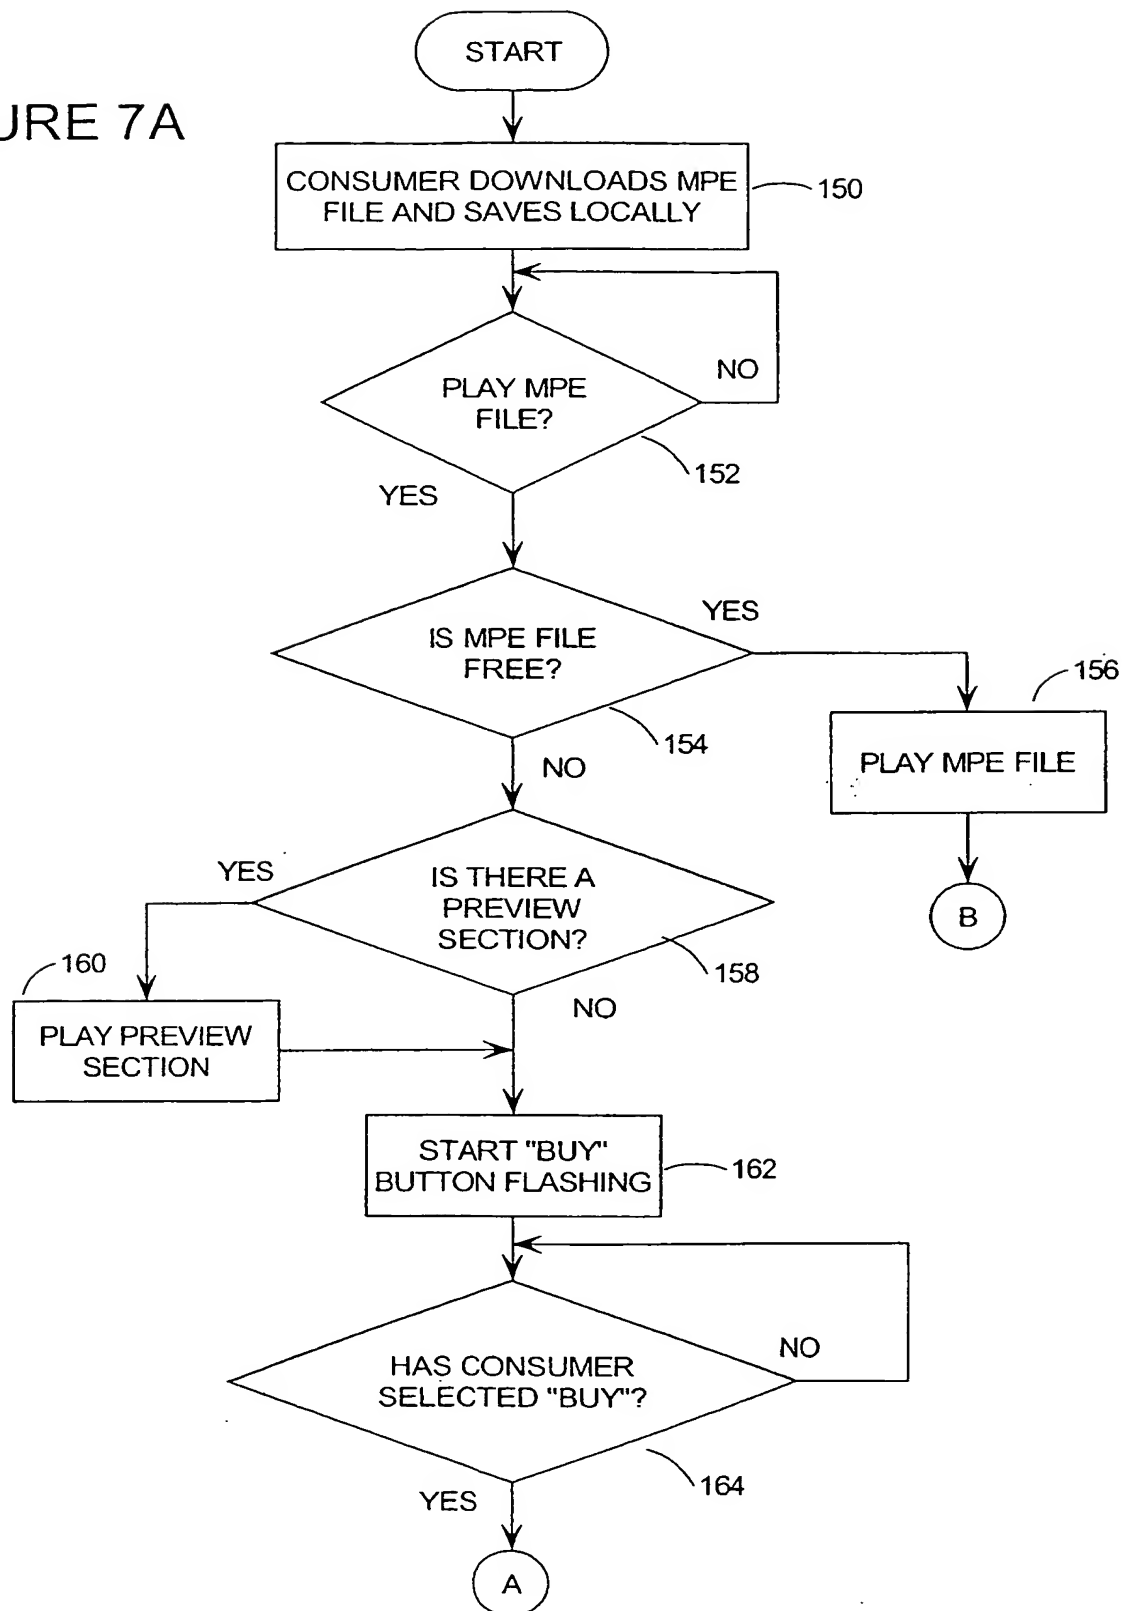 START
URE 7A
CONSUMER DOWNLOADS MPE
FILE AND SAVES LOCALLY
150
NO
PLAY MPE
FILE?
152
YES
YES
IS MPE FILE
FREE?
156
154
PLAY MPE FILE
NO
YES
IS THERE A
PREVIEW
SECTION?
B
160
158
NO
PLAY PREVIEW
SECTION
START "BUY"
BUTTON FLASHING
162
NO
HAS CONSUMER
SELECTED "BUY"?
164
YES
A